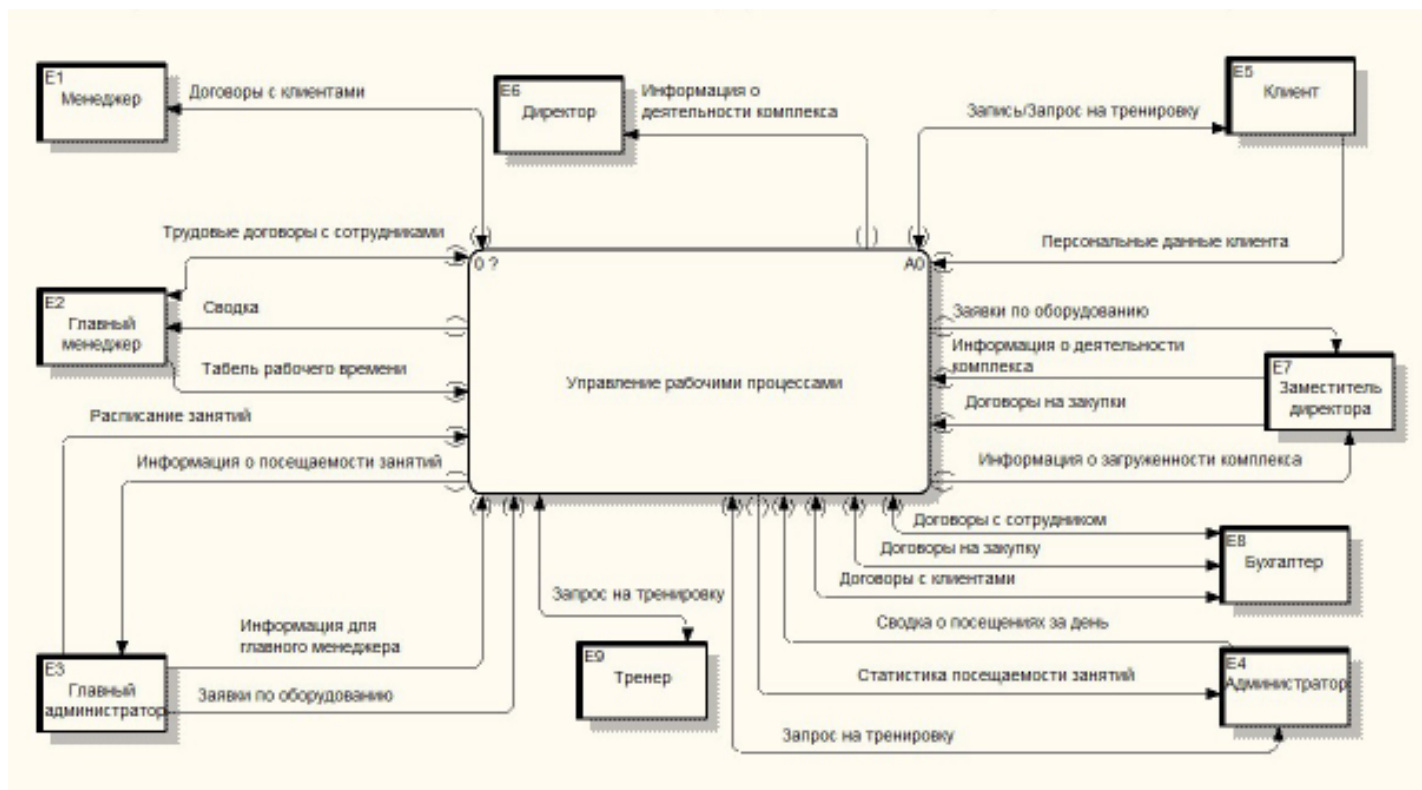 E1
Менеджер
Договоры с клиентами
E6
Директор
Информация о
деятельности комплекса
E5
Клиент
Запись/Запрос на тренировку
Трудовые договоры с сотрудниками
Персональные данные клиента
0 ?
A0
E2
Главный
менеджер
Сводка
Табель рабочего времени
Управление рабочими процессами
Заявки по оборудованию
Информация о деятельности
комплекса
Договоры на закупки
E7
Заместитель
директора
Расписание занятий
Информация о посещаемости занятий
Информация о загруженности комплекса
Договоры с сотрудником
Договоры на закупку
Договоры с клиентами
E8
Бухгалтер
Запрос на тренировку
Сводка о посещениях за день
Информация для
главного менеджера
E3
Главный
администратор
Заявки по оборудованию
E9
Тренер
Статистика посещаемости занятий
E4
Администратор
Запрос на тренировку